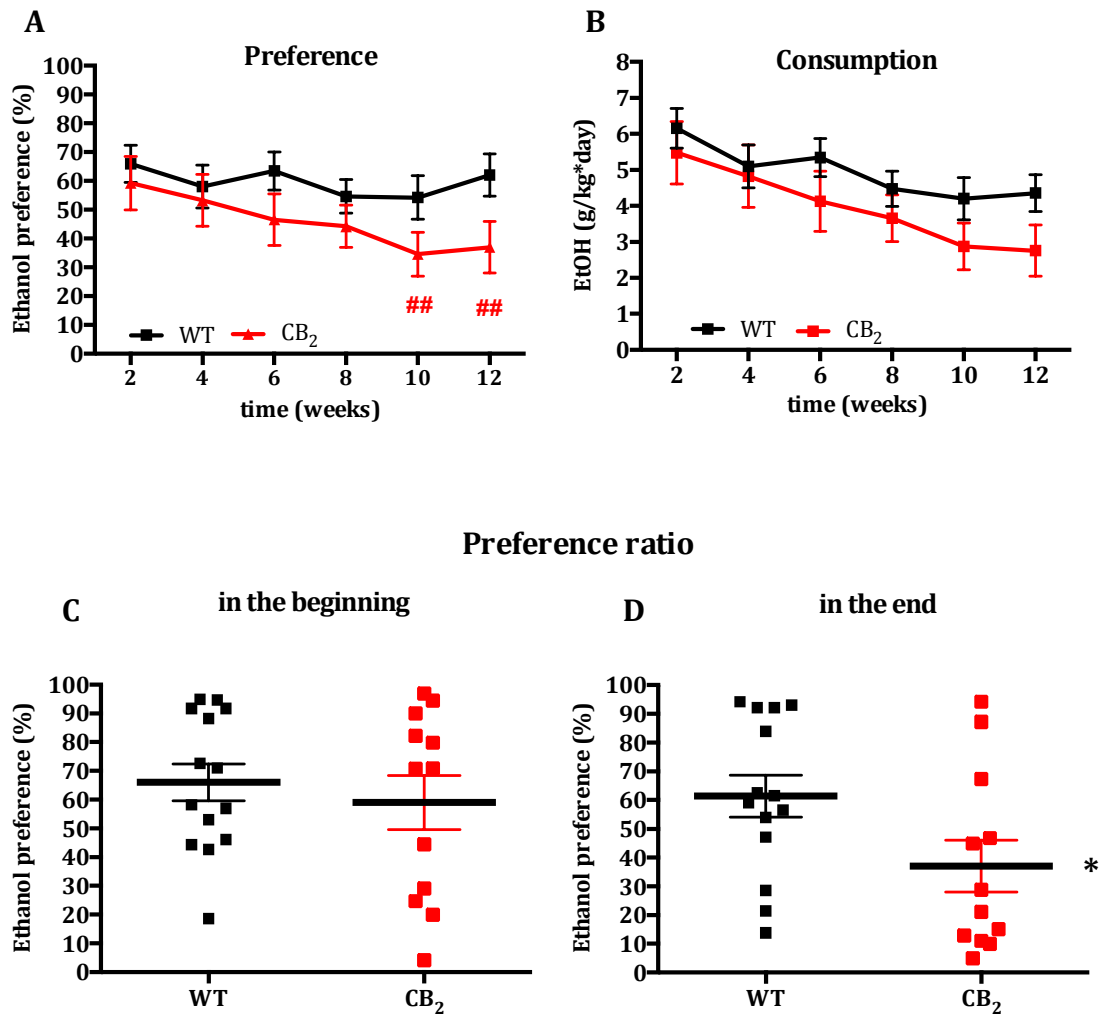 A
Preference
Ethanol preference (%)
100
90
80
70
60
50
40
30
20
10
0
## ##
WT CB₂
2 4 6 8 10 12
time (weeks)
B
Consumption
EtOH (g/kg*day)
8
7
6
5
4
3
2
1
0
WT CB₂
2 4 6 8 10 12
time (weeks)
Preference ratio
C
in the beginning
Ethanol preference (%)
100
90
80
70
60
50
40
30
20
10
0
WT CB₂
D
in the end
Ethanol preference (%)
100
90
80
70
60
50
40
30
20
10
0
*
WT CB₂